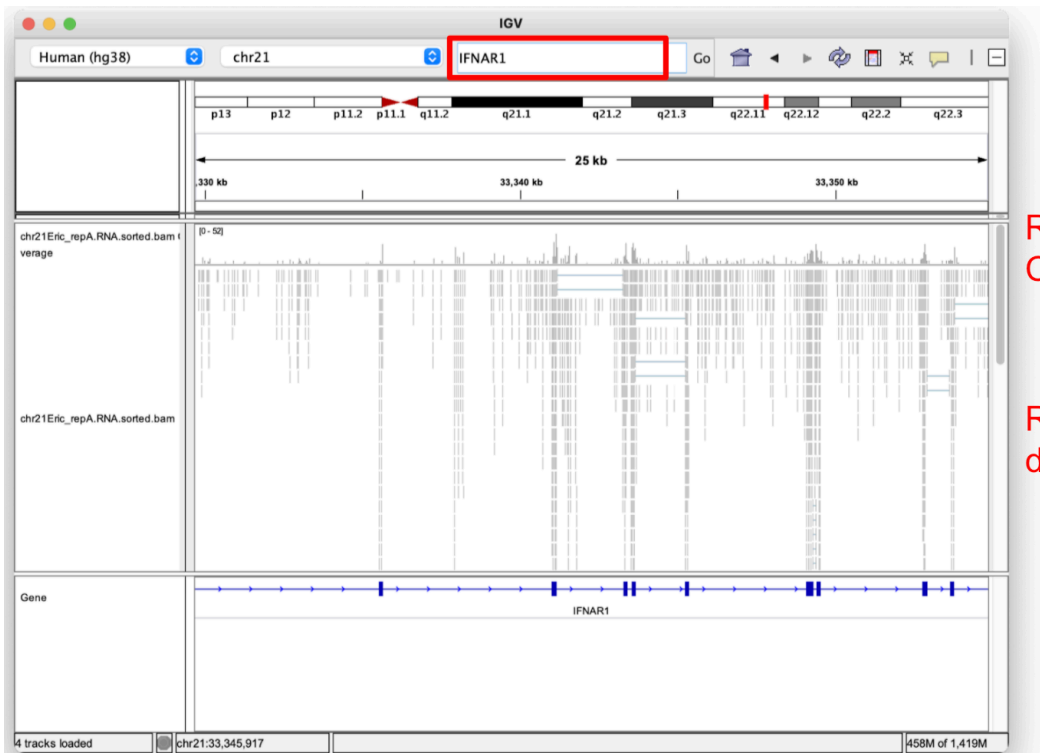 IGV
Human (hg38) chr21 IFNAR1 Go
p13 p12 p11.2 p11.1 q11.2 q21.1 q21.2 q21.3 q22.11 q22.12 q22.2 q22.3
25 kb
,330 kb 33,340 kb 33,350 kb
chr21Eric_repA.RNA.sorted.bam
verage
[0 - 52]
R
C
chr21Eric_repA.RNA.sorted.bam
R
d
Gene
IFNAR1
4 tracks loaded chr21:33,345,917 458M of 1,419M